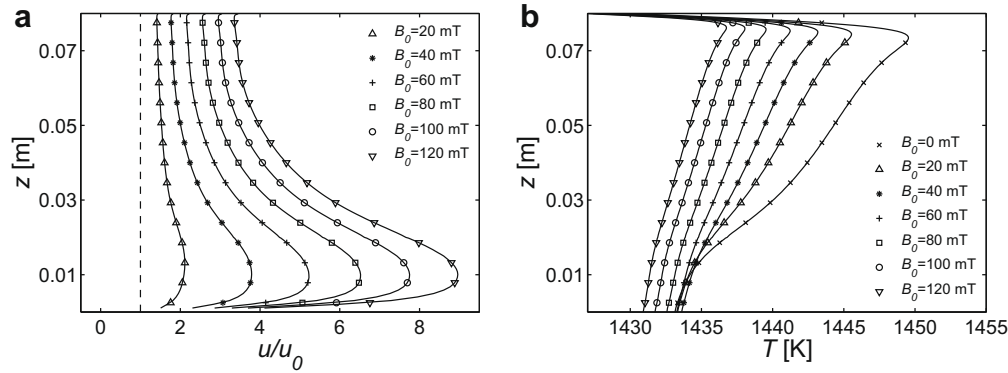 a
0.07
0.05
0.03
0.01
z [m]
0
2
4
6
8
u/u₀
B₀=20 mT
B₀=40 mT
B₀=60 mT
B₀=80 mT
B₀=100 mT
B₀=120 mT
b
0.07
0.05
0.03
0.01
z [m]
1430
1435
1440
1445
1450
1455
T [K]
B₀=0 mT
B₀=20 mT
B₀=40 mT
B₀=60 mT
B₀=80 mT
B₀=100 mT
B₀=120 mT